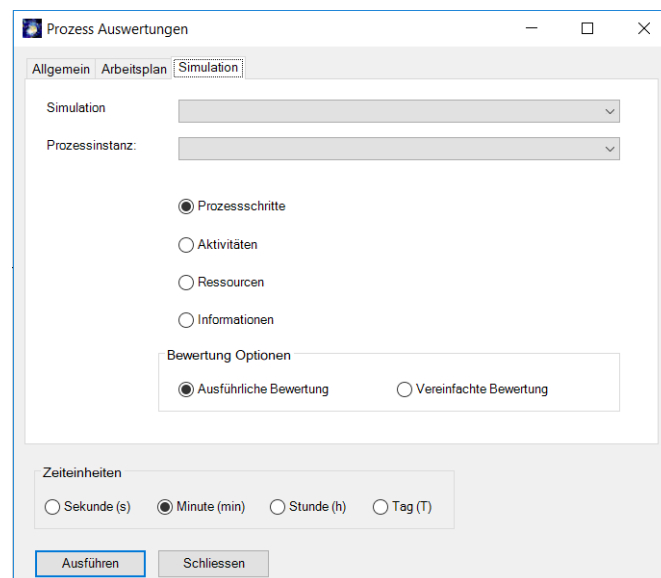 Prozess Auswertungen
Allgemein Arbeitsplan Simulation
Simulation
Prozessinstanz:
Prozessschritte
Aktivitäten
Ressourcen
Informationen
Bewertung Optionen
Ausführliche Bewertung Vereinfachte Bewertung
Zeiteinheiten
Sekunde (s) Minute (min) Stunde (h) Tag (T)
Ausführen Schliessen